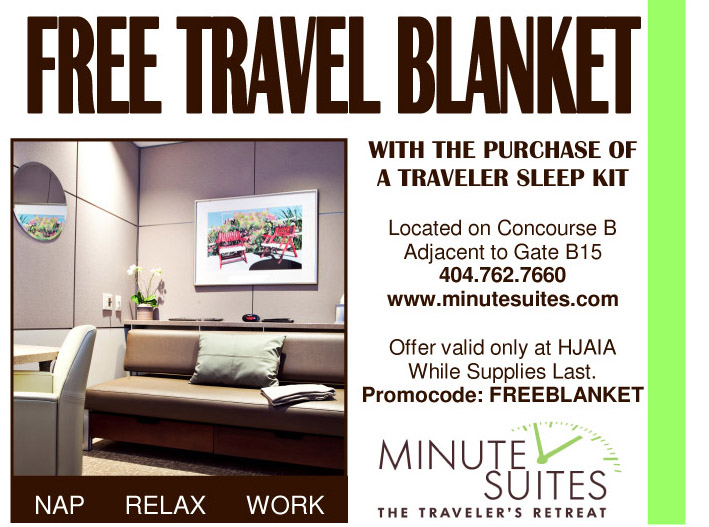 FREE TRAVEL BLANKET
WITH THE PURCHASE OF
A TRAVELER SLEEP KIT
Located on Concourse B
Adjacent to Gate B15
404.762.7660
www.minutesuites.com
Offer valid only at HJAIA
While Supplies Last.
Promocode: FREEBLANKET
MINUTE
SUITES
THE TRAVELER'S RETREAT
NAP RELAX WORK